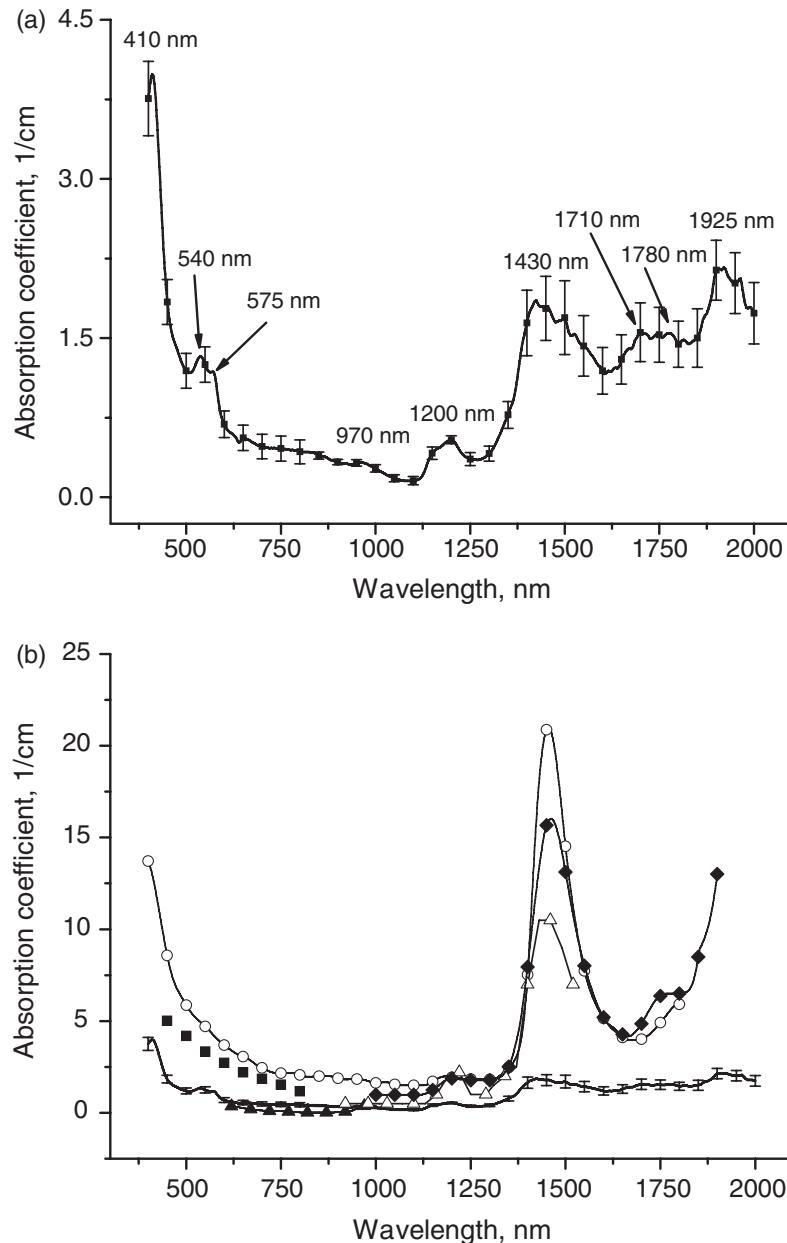 (a)
4.5
3.0
1.5
0.0
Absorption coefficient, 1/cm
410 nm
540 nm
575 nm
970 nm
1200 nm
1430 nm
1710 nm
1780 nm
1925 nm
500 750 1000 1250 1500 1750 2000
Wavelength, nm
(b)
25
20
15
10
5
0
Absorption coefficient, 1/cm
500 750 1000 1250 1500 1750 2000
Wavelength, nm